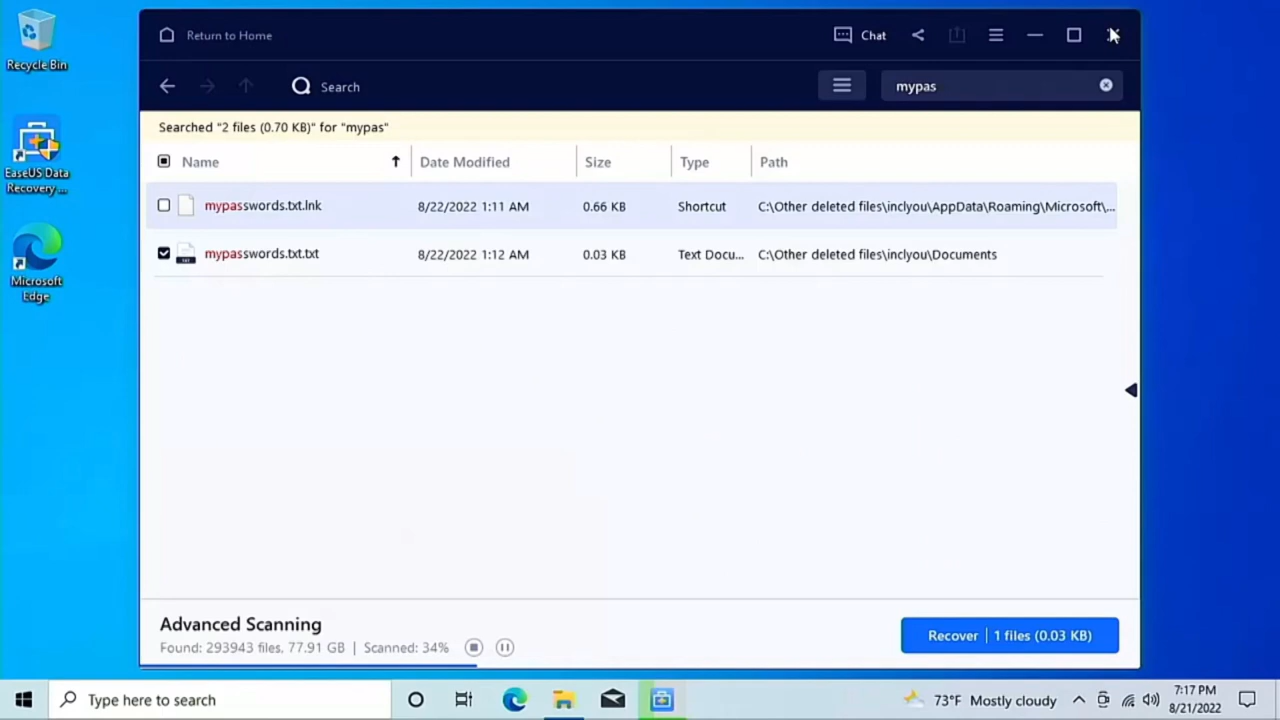 Recycle Bin
EaseUS Data
Recovery ...
Microsoft
Edge
Return to Home
Chat
Search
mypas
Searched "2 files (0.70 KB)" for "mypas"
Name Date Modified Size Type Path
mypasswords.txt.lnk 8/22/2022 1:11 AM 0.66 KB Shortcut C:\Other deleted files\inclyou\AppData\Roaming\Microsoft\...
mypasswords.txt.txt 8/22/2022 1:12 AM 0.03 KB Text Docu... C:\Other deleted files\inclyou\Documents
TXT
Advanced Scanning
Found: 293943 files, 77.91 GB | Scanned: 34%
Recover | 1 files (0.03 KB)
Type here to search
73°F Mostly cloudy
7:17 PM
8/21/2022